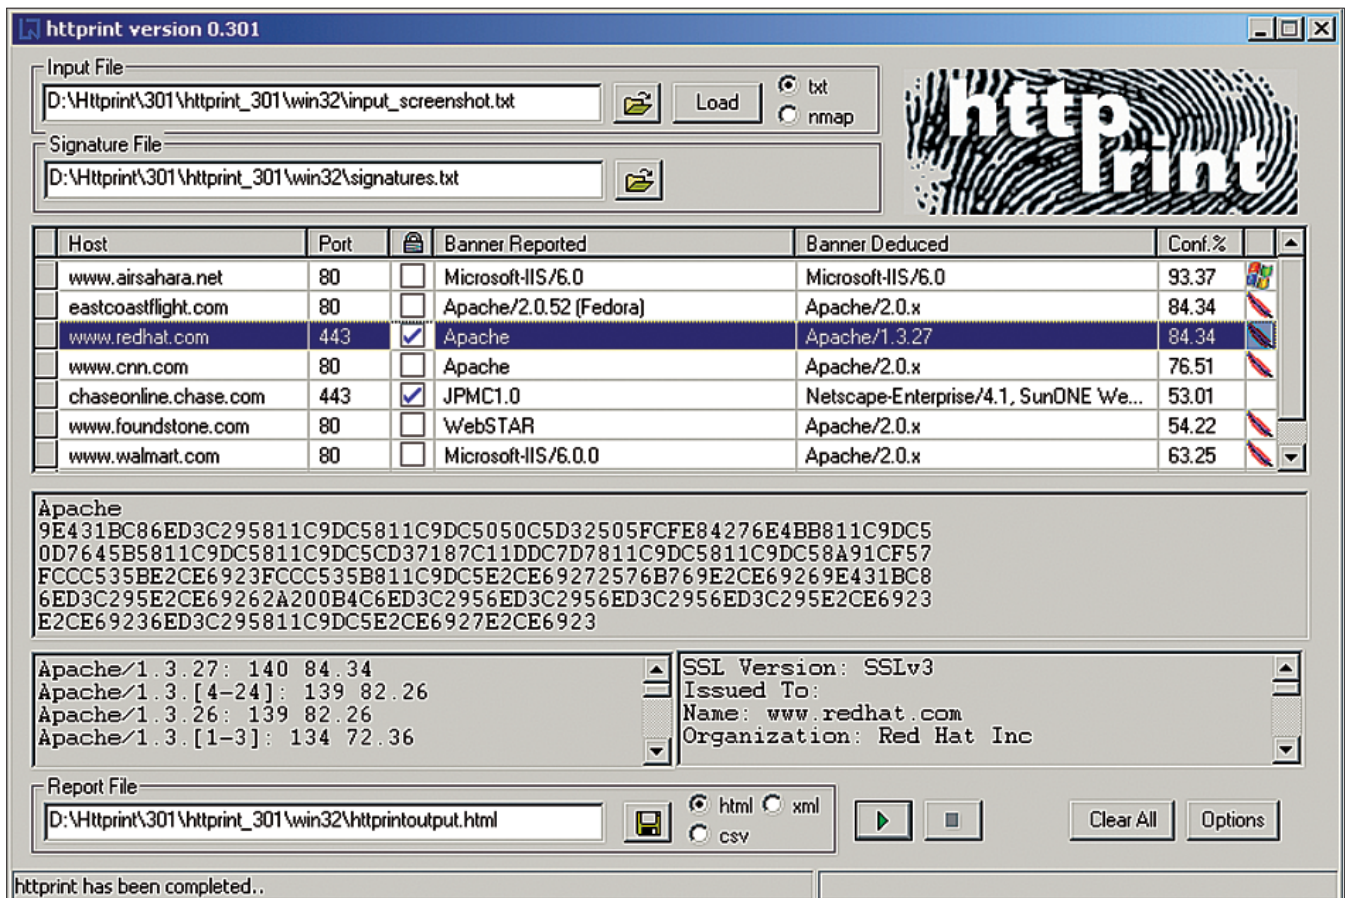 httprint version 0.301
Input File
D:\Httprint\301\httprint_301\win32\input_screenshot.txt
Load
txt
nmap
http
print
Signature File
D:\Httprint\301\httprint_301\win32\signatures.txt
Host Port Banner Reported Banner Deduced Conf.%
www.airsahara.net 80 Microsoft-IIS/6.0 Microsoft-IIS/6.0 93.37
eastcoastflight.com 80 Apache/2.0.52 (Fedora) Apache/2.0.x 84.34
www.redhat.com 443 Apache Apache/1.3.27 84.34
www.cnn.com 80 Apache Apache/2.0.x 76.51
chaseonline.chase.com 443 JPMC1.0 Netscape-Enterprise/4.1, SunONE We... 53.01
www.foundstone.com 80 WebSTAR Apache/2.0.x 54.22
www.walmart.com 80 Microsoft-IIS/6.0.0 Apache/2.0.x 63.25
Apache
9E431BC86ED3C295811C9DC5811C9DC5050C5D32505FCFE84276E4BB811C9DC5
0D7645B5811C9DC5811C9DC5CD37187C11DDC7D7811C9DC5811C9DC58A91CF57
FCCC535BE2CE6923FCCC535B811C9DC5E2CE69272576B769E2CE69269E431BC8
6ED3C295E2CE69262A200B4C6ED3C2956ED3C2956ED3C2956ED3C295E2CE6923
E2CE69236ED3C295811C9DC5E2CE6927E2CE6923
Apache/1.3.27: 140 84.34
Apache/1.3.[4-24]: 139 82.26
Apache/1.3.26: 139 82.26
Apache/1.3.[1-3]: 134 72.36
SSL Version: SSLv3
Issued To:
Name: www.redhat.com
Organization: Red Hat Inc
Report File
D:\Httprint\301\httprint_301\win32\httprintoutput.html
html xml
csv
Clear All
Options
httprint has been completed..